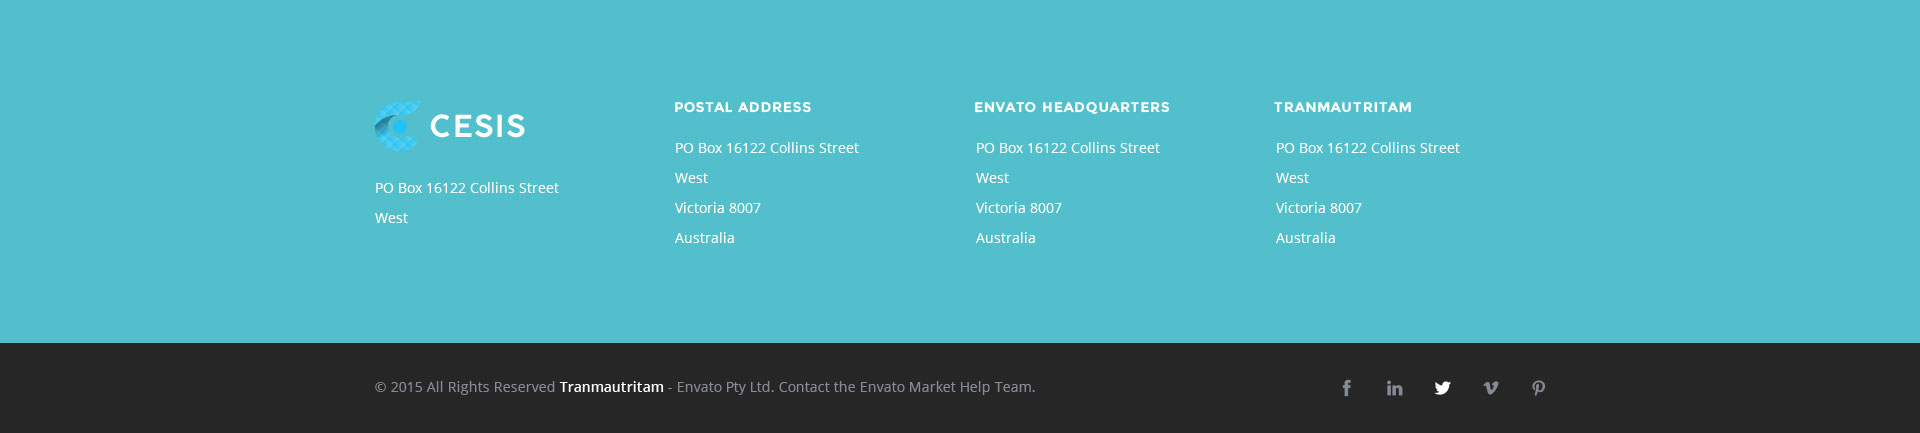 CESIS
PO Box 16122 Collins Street
West
POSTAL ADDRESS
PO Box 16122 Collins Street
West
Victoria 8007
Australia
ENVATO HEADQUARTERS
PO Box 16122 Collins Street
West
Victoria 8007
Australia
TRANMAUTRITAM
PO Box 16122 Collins Street
West
Victoria 8007
Australia
© 2015 All Rights Reserved Tranmautritam - Envato Pty Ltd. Contact the Envato Market Help Team.